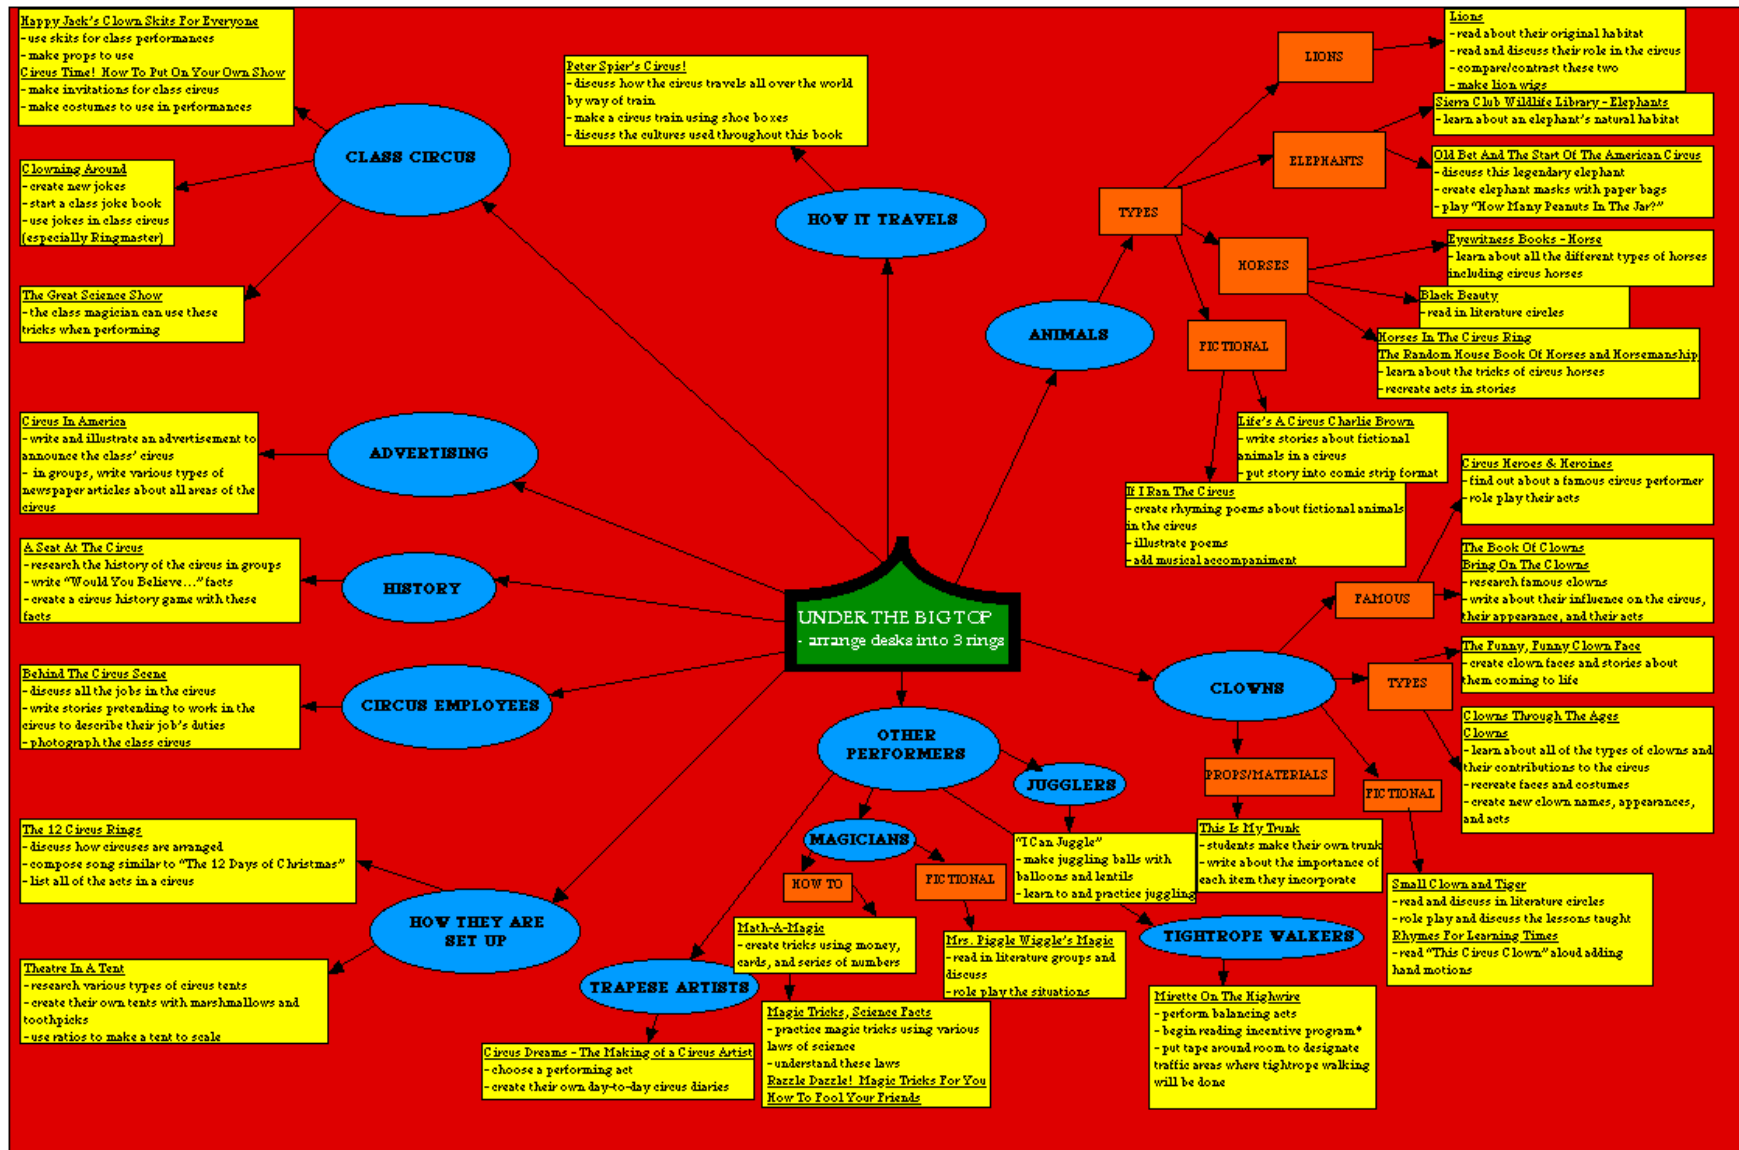 Happy Jack's Clown Skits For Everyone
- use skits for class performances
- make props to use
Circus Time! How To Put On Your Own Show
- make invitations for class circus
- make costumes to use in performances
CLASS CIRCUS
Clowning Around
- create new jokes
- start a class joke book
- use jokes in class circus
(especially Ringmaster)
The Great Science Show
- the class magician can use these
tricks when performing
Peter Spier's Circus!
- discuss how the circus travels all over the world
by way of train
- make a circus train using shoe boxes
- discuss the cultures used throughout this book
HOW IT TRAVELS
ANIMALS
TYPES
LIONS
Lions
- read about their original habitat
- read and discuss their role in the circus
- compare/contrast these two
- make lion wigs
ELEPHANTS
Sierra Club Wildlife Library - Elephants
- learn about an elephant's natural habitat
Old Bet And The Start Of The American Circus
- discuss this legendary elephant
- create elephant masks with paper bags
- play "How Many Peanuts In The Jar?"
HORSES
Eyewitness Books - Horse
- learn about all the different types of horses
including circus horses
Black Beauty
- read in literature circles
Horses In The Circus Ring
The Random House Book Of Horses and Horsemanship
- learn about the tricks of circus horses
- recreate acts in stories
FICTIONAL
Life's A Circus Charlie Brown
- write stories about fictional
animals in a circus
- put story into comic strip format
If I Ran The Circus
- create rhyming poems about fictional animals
in the circus
- illustrate poems
- add musical accompaniment
ADVERTISING
Circus In America
- write and illustrate an advertisement to
announce the class' circus
- in groups, write various types of
newspaper articles about all areas of the
circus
HISTORY
A Seat At The Circus
- research the history of the circus in groups
- write "Would You Believe..." facts
- create a circus history game with these
facts
UNDER THE BIG TOP
- arrange desks into 3 rings
CIRCUS EMPLOYEES
Behind The Circus Scene
- discuss all the jobs in the circus
- write stories pretending to work in the
circus to describe their job's duties
- photograph the class circus
CLOWNS
FAMOUS
Circus Heroes & Heroines
- find out about a famous circus performer
- role play their acts
The Book Of Clowns
Bring On The Clowns
- research famous clowns
- write about their influence on the circus,
their appearance, and their acts
TYPES
The Funny, Funny Clown Face
- create clown faces and stories about
them coming to life
Clowns Through The Ages
Clowns
- learn about all of the types of clowns and
their contributions to the circus
- recreate faces and costumes
- create new clown names, appearances,
and acts
PROPS/MATERIALS
This Is My Trunk
- students make their own trunk
- write about the importance of
each item they incorporate
FICTIONAL
Small Clown and Tiger
- read and discuss in literature circles
- role play and discuss the lessons taught
Rhymes For Learning Times
- read "This Circus Clown" aloud adding
hand motions
OTHER
PERFORMERS
JUGGLERS
"I Can Juggle"
- make juggling balls with
balloons and lentils
- learn to and practice juggling
MAGICIANS
HOW TO
FICTIONAL
Math-A-Magic
- create tricks using money,
cards, and series of numbers
Mrs. Piggle Wiggle's Magic
- read in literature groups and
discuss
- role play the situations
Magic Tricks, Science Facts
- practice magic tricks using various
laws of science
- understand these laws
Razzle Dazzle! Magic Tricks For You
How To Fool Your Friends
TIGHTROPE WALKERS
Mirette On The Highwire
- perform balancing acts
- begin reading incentive program*
- put tape around room to designate
traffic areas where tightrope walking
will be done
TRAPESE ARTISTS
Circus Dreams - The Making of a Circus Artist
- choose a performing act
- create their own day-to-day circus diaries
HOW THEY ARE
SET UP
The 12 Circus Rings
- discuss how circuses are arranged
- compose song similar to "The 12 Days of Christmas"
- list all of the acts in a circus
Theatre In A Tent
- research various types of circus tents
- create their own tents with marshmallows and
toothpicks
- use ratios to make a tent to scale